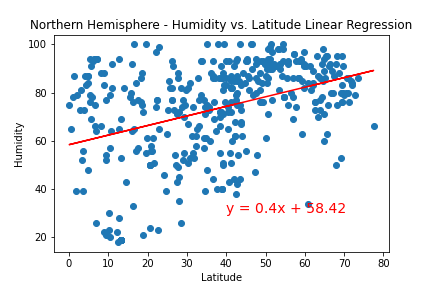 Northern Hemisphere - Humidity vs. Latitude Linear Regression
100
80
60
40
20
Humidity
y = 0.4x + 58.42
0 10 20 30 40 50 60 70 80
Latitude